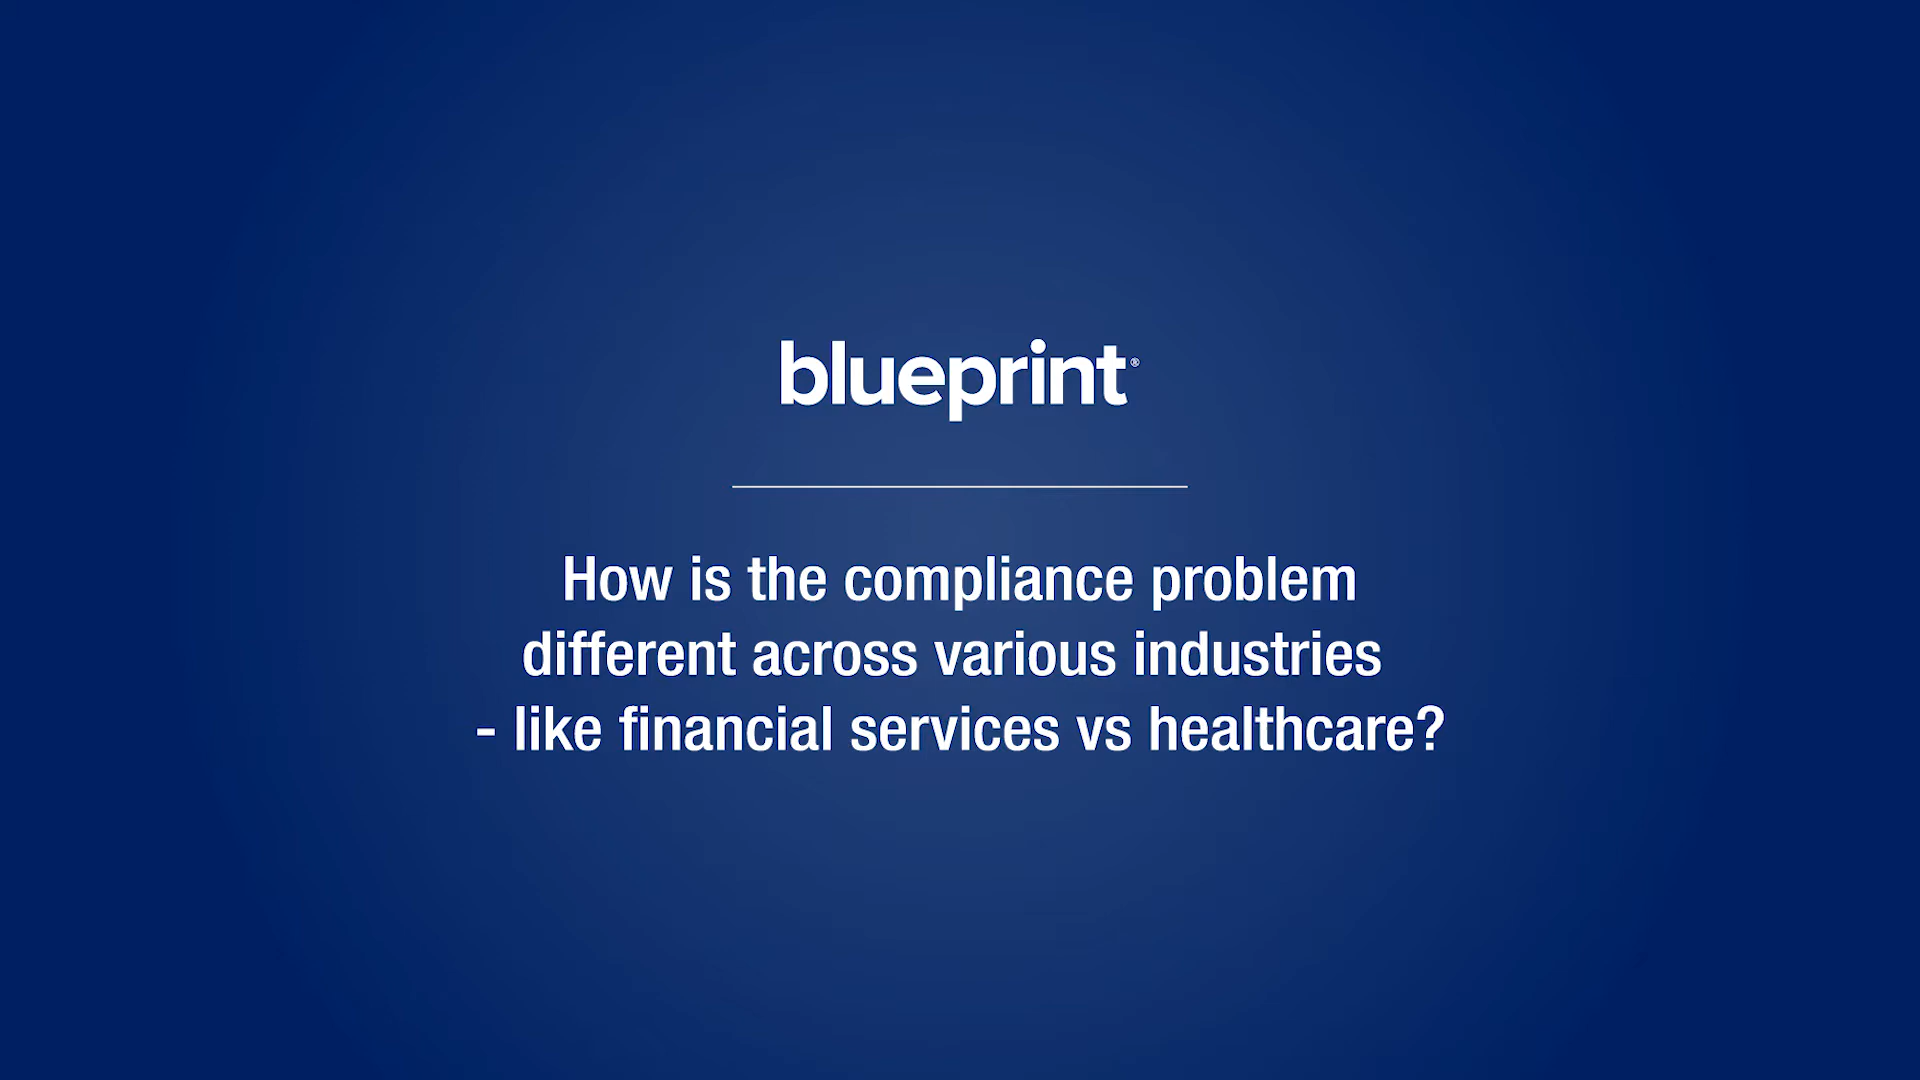 blueprint®
How is the compliance problem
different across various industries
- like financial services vs healthcare?